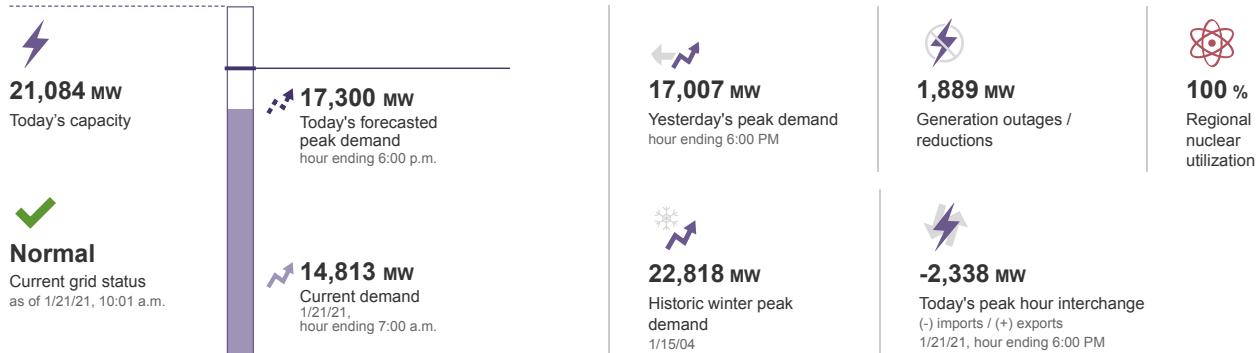 21,084 MW
Today's capacity
17,300 MW
Today's forecasted
peak demand
hour ending 6:00 p.m.
Normal
Current grid status
as of 1/21/21, 10:01 a.m.
14,813 MW
Current demand
1/21/21,
hour ending 7:00 a.m.
17,007 MW
Yesterday's peak demand
hour ending 6:00 PM
1,889 MW
Generation outages /
reductions
100 %
Regional
nuclear
utilization
22,818 MW
Historic winter peak
demand
1/15/04
-2,338 MW
Today's peak hour interchange
(-) imports / (+) exports
1/21/21, hour ending 6:00 PM